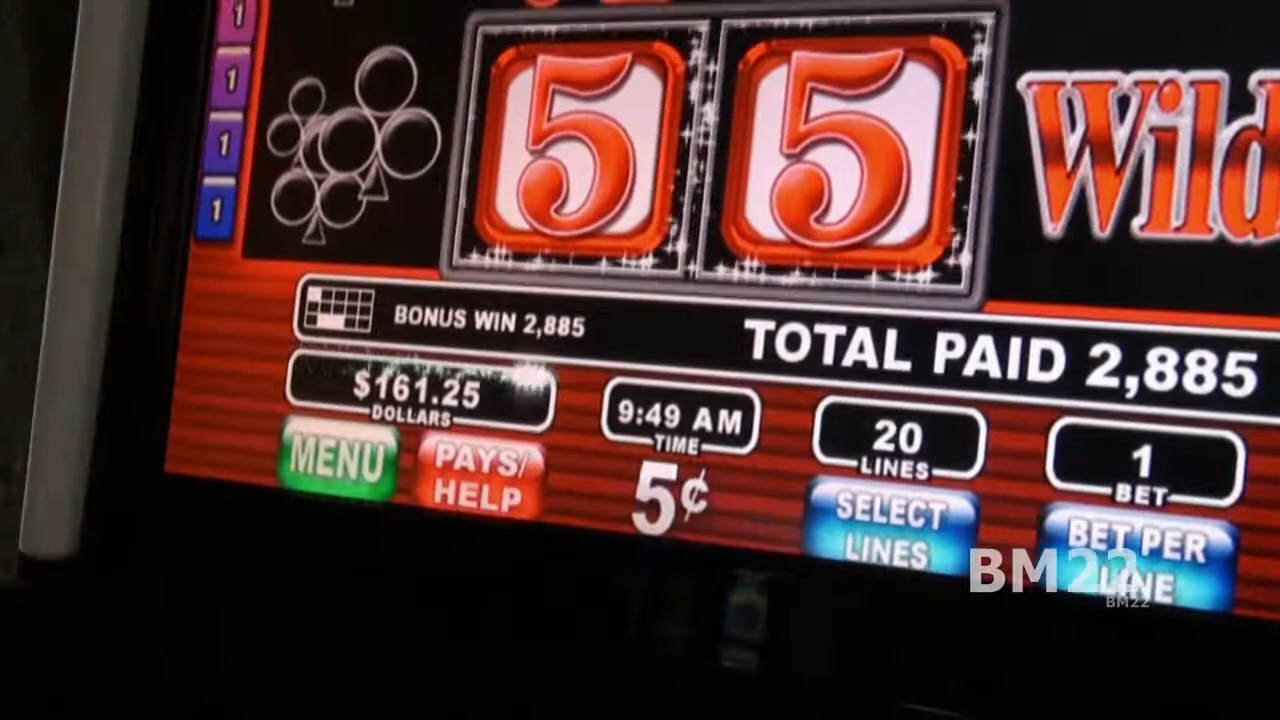 1
1
1
1
5 5 Wild
BONUS WIN 2,885
TOTAL PAID 2,885
$161.25
DOLLARS
9:49 AM
TIME
20
LINES
1
BET
MENU
PAYS/
HELP
5¢
SELECT
LINES
BET PER
LINE
BM22
BM22